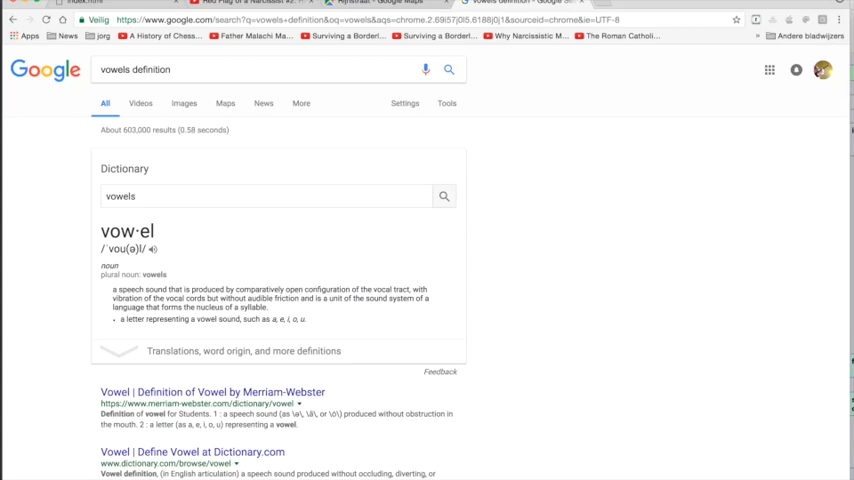 index.html
Red Flag of a Narcissist #2: H
Rijnstraat - Google Maps
vowels definition - Google Se
Veilig https://www.google.com/search?q=vowels+definition&oq=vowels&aqs=chrome.2.69i57j0l5.6188j0j1&sourceid=chrome&ie=UTF-8
Apps News jorg A History of Chess... Father Malachi Ma... Surviving a Border... Why Narcissistic M... Surviving a Border... The Roman Catholi... » Andere bladwijzers
Google vowels definition
All Videos Images Maps News More Settings Tools
About 603,000 results (0.58 seconds)
Dictionary
vowels
vow·el
/ˈvou(ə)l/
noun
plural noun: vowels
a speech sound that is produced by comparatively open configuration of the vocal tract, with
vibration of the vocal cords but without audible friction and is a unit of the sound system of a
language that forms the nucleus of a syllable.
• a letter representing a vowel sound, such as a, e, i, o, u.
Translations, word origin, and more definitions
Feedback
Vowel | Definition of Vowel by Merriam-Webster
https://www.merriam-webster.com/dictionary/vowel
Definition of vowel for Students. 1 : a speech sound (as \ə\, \ā\, or \ȯ\) produced without obstruction in
the mouth. 2 : a letter (as a, e, i, o, u) representing a vowel.
Vowel | Define Vowel at Dictionary.com
www.dictionary.com/browse/vowel
Vowel definition, (in English articulation) a speech sound produced without occluding, diverting, or